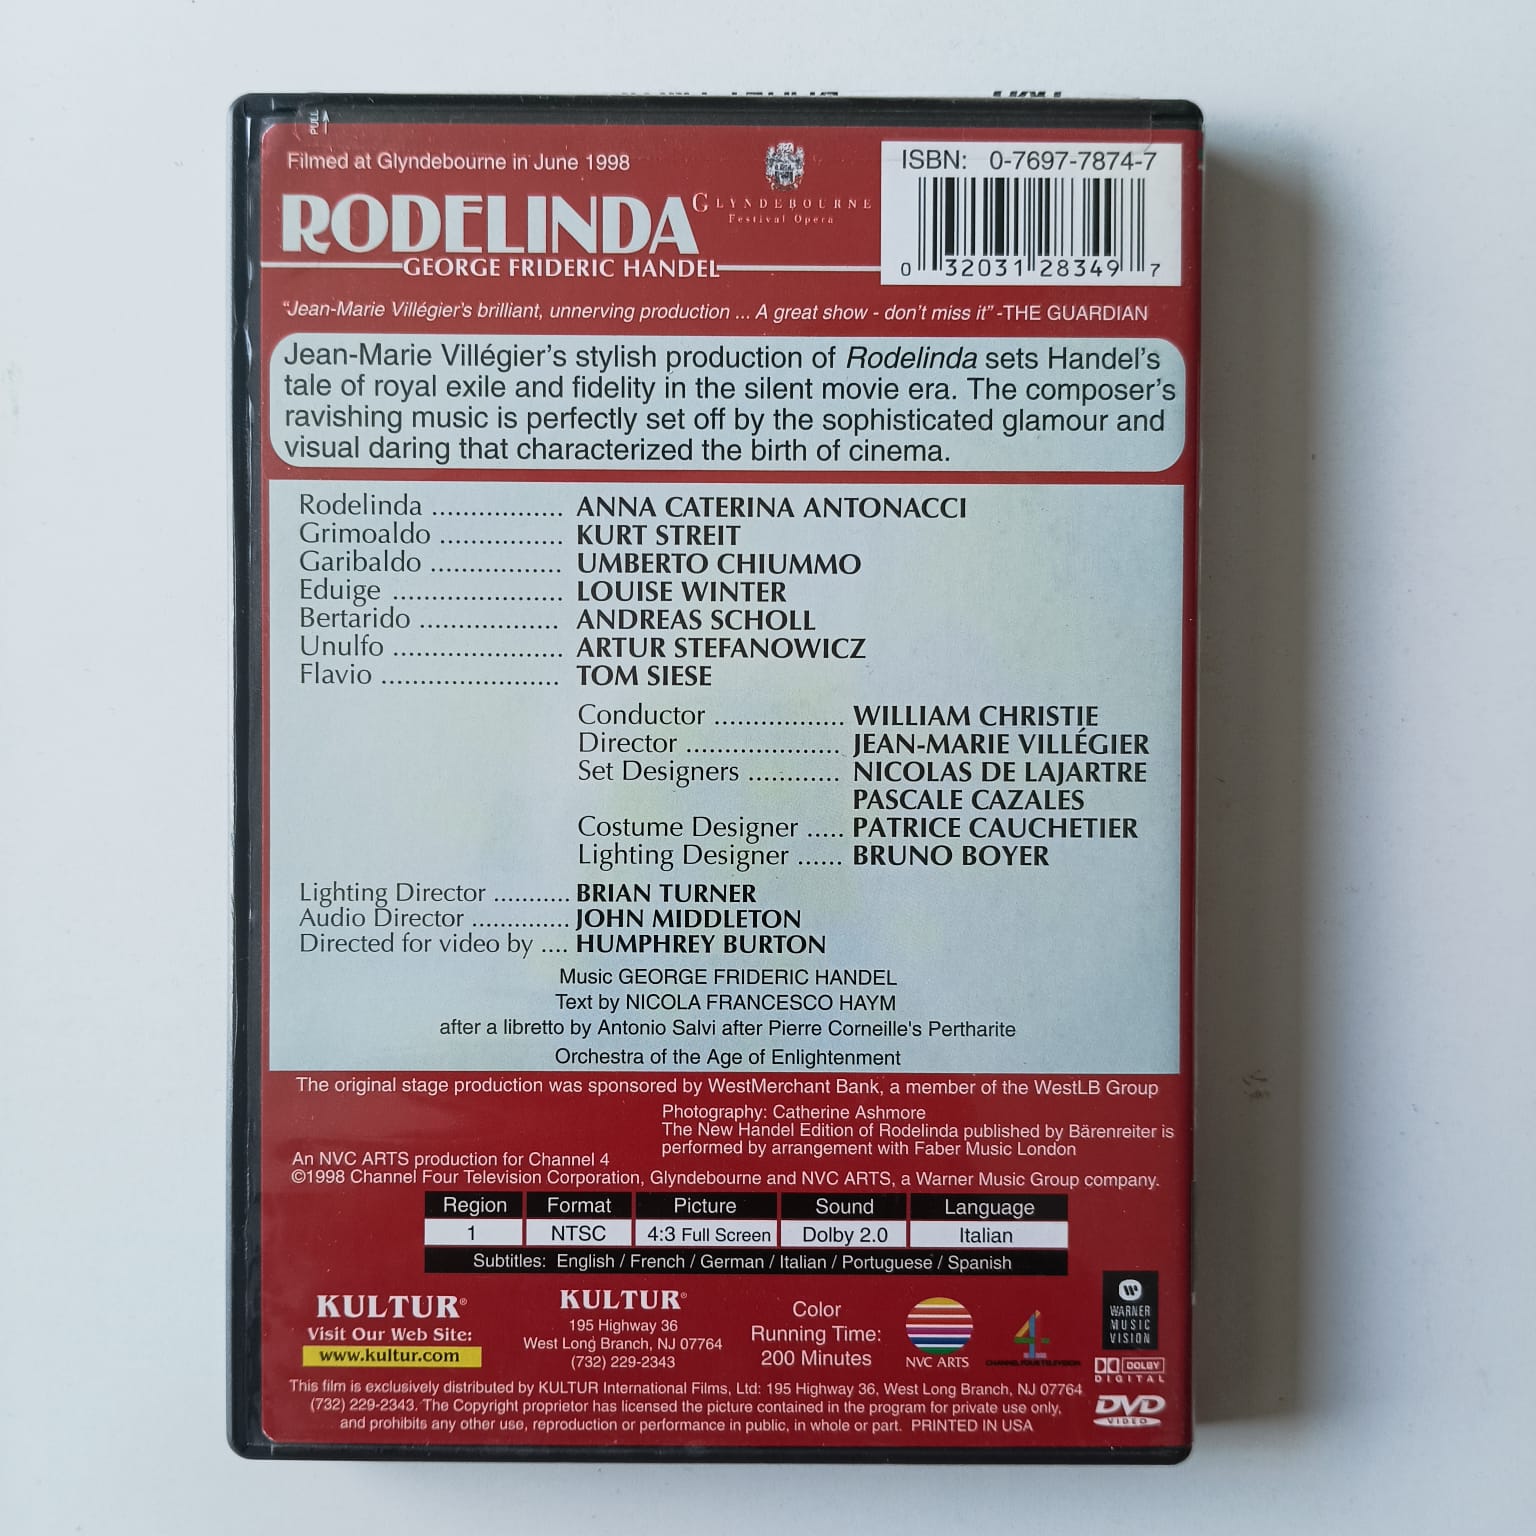 PULL
Filmed at Glyndebourne in June 1998
GLYNDEBOURNE
Festival Opera
ISBN: 0-7697-7874-7
0 32031 28349 7
RODELINDA
GEORGE FRIDERIC HANDEL
“Jean-Marie Villégier’s brilliant, unnerving production ... A great show - don’t miss it” -THE GUARDIAN
Jean-Marie Villégier’s stylish production of Rodelinda sets Handel’s
tale of royal exile and fidelity in the silent movie era. The composer’s
ravishing music is perfectly set off by the sophisticated glamour and
visual daring that characterized the birth of cinema.
Rodelinda ................. ANNA CATERINA ANTONACCI
Grimoaldo ................ KURT STREIT
Garibaldo ................. UMBERTO CHIUMMO
Eduige ...................... LOUISE WINTER
Bertarido .................. ANDREAS SCHOLL
Unulfo ...................... ARTUR STEFANOWICZ
Flavio ....................... TOM SIESE
Conductor ................. WILLIAM CHRISTIE
Director .................... JEAN-MARIE VILLÉGIER
Set Designers ............ NICOLAS DE LAJARTRE
PASCALE CAZALES
Costume Designer ..... PATRICE CAUCHETIER
Lighting Designer ...... BRUNO BOYER
Lighting Director .......... BRIAN TURNER
Audio Director ............. JOHN MIDDLETON
Directed for video by .... HUMPHREY BURTON
Music GEORGE FRIDERIC HANDEL
Text by NICOLA FRANCESCO HAYM
after a libretto by Antonio Salvi after Pierre Corneille's Pertharite
Orchestra of the Age of Enlightenment
The original stage production was sponsored by WestMerchant Bank, a member of the WestLB Group
Photography: Catherine Ashmore
The New Handel Edition of Rodelinda published by Bärenreiter is
performed by arrangement with Faber Music London
An NVC ARTS production for Channel 4
©1998 Channel Four Television Corporation, Glyndebourne and NVC ARTS, a Warner Music Group company.
Region Format Picture Sound Language
1 NTSC 4:3 Full Screen Dolby 2.0 Italian
Subtitles: English / French / German / Italian / Portuguese / Spanish
KULTUR®
Visit Our Web Site:
www.kultur.com
KULTUR®
195 Highway 36
West Long Branch, NJ 07764
(732) 229-2343
Color
Running Time:
200 Minutes
NVC ARTS
4
CHANNEL FOUR TELEVISION
WARNER
MUSIC
VISION
DOLBY
DIGITAL
DVD
VIDEO
This film is exclusively distributed by KULTUR International Films, Ltd: 195 Highway 36, West Long Branch, NJ 07764
(732) 229-2343. The Copyright proprietor has licensed the picture contained in the program for private use only,
and prohibits any other use, reproduction or performance in public, in whole or part. PRINTED IN USA